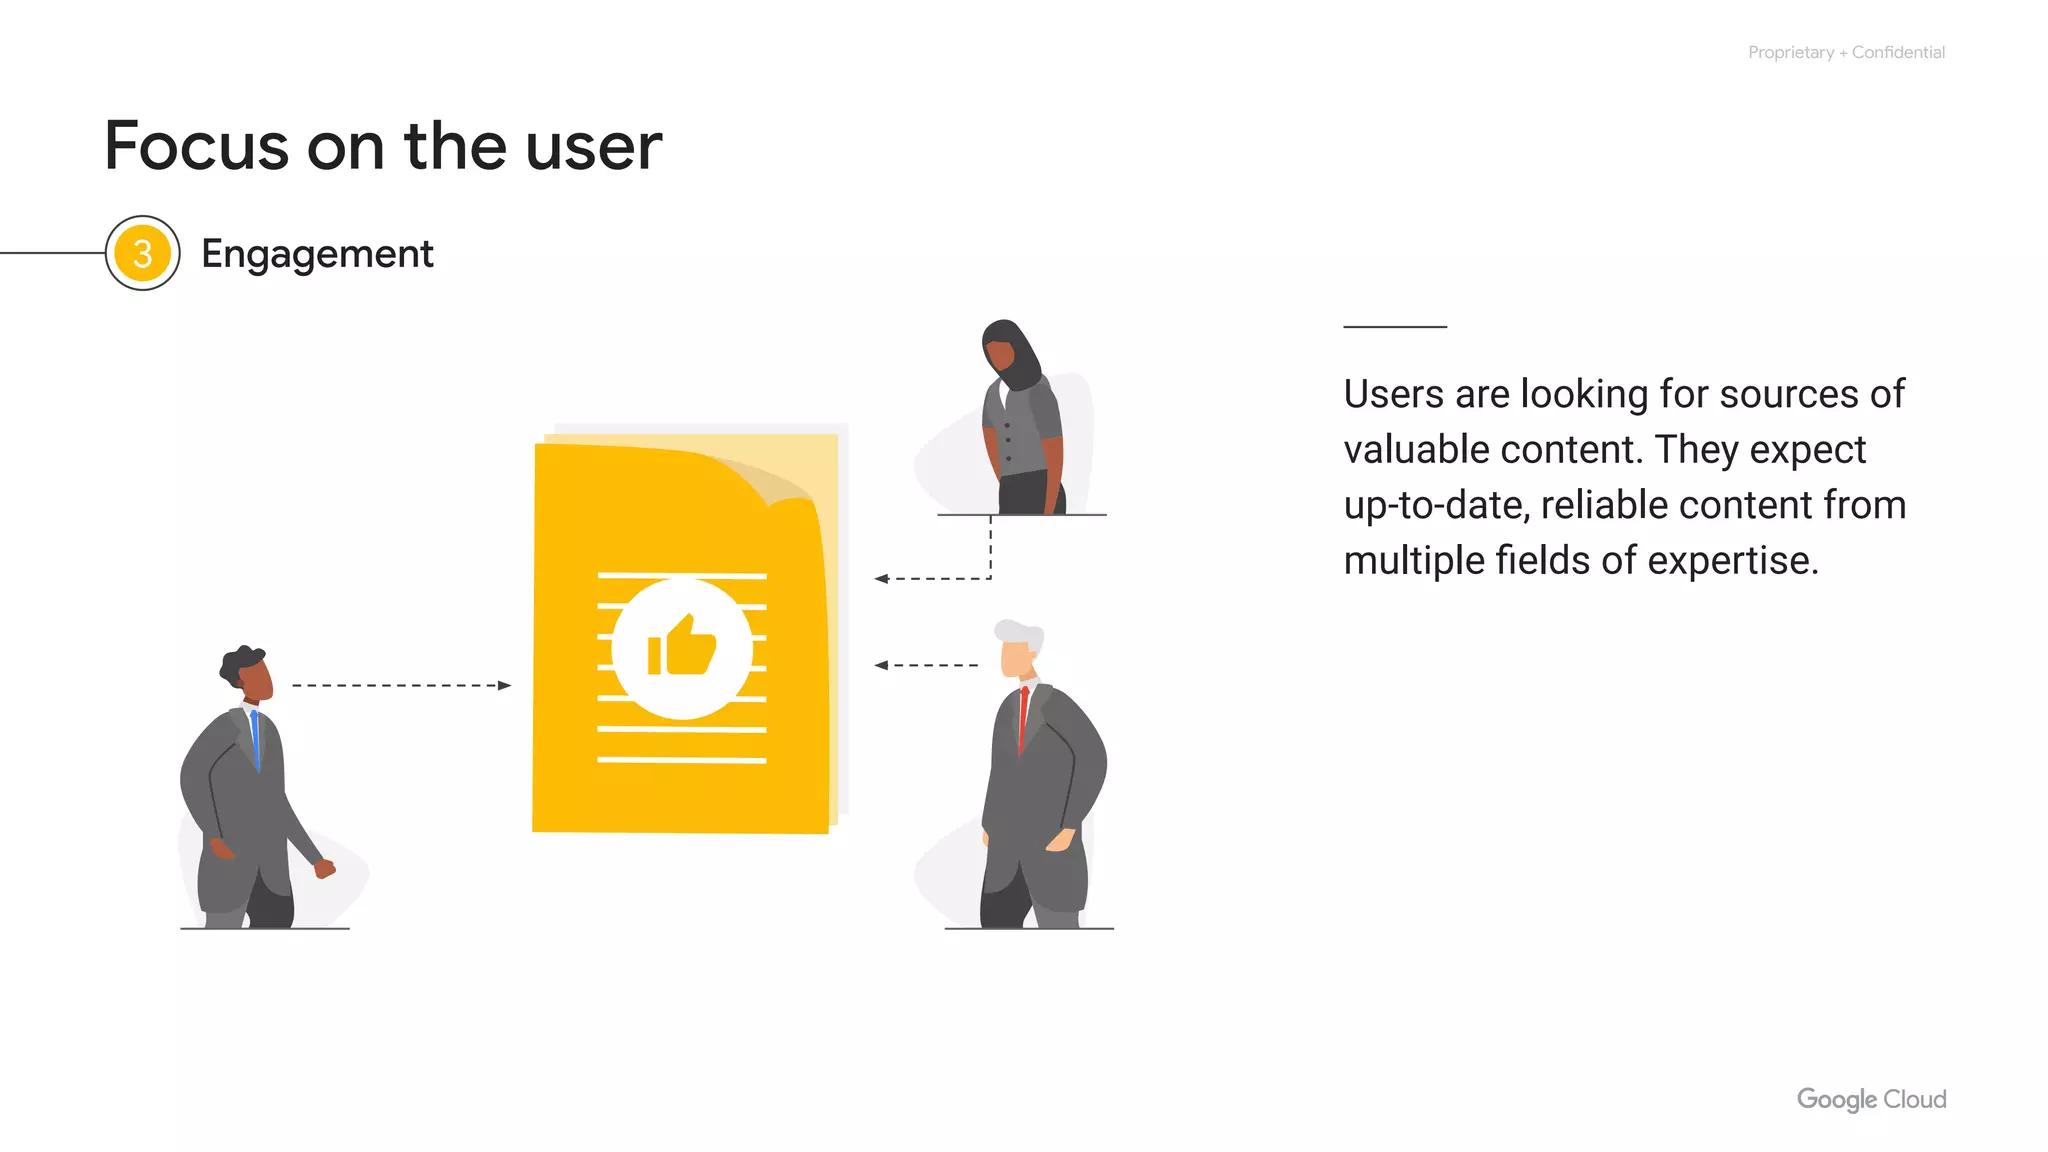 Proprietary + Confidential
Focus on the user
3 Engagement
Users are looking for sources of
valuable content. They expect
up-to-date, reliable content from
multiple fields of expertise.
Google Cloud